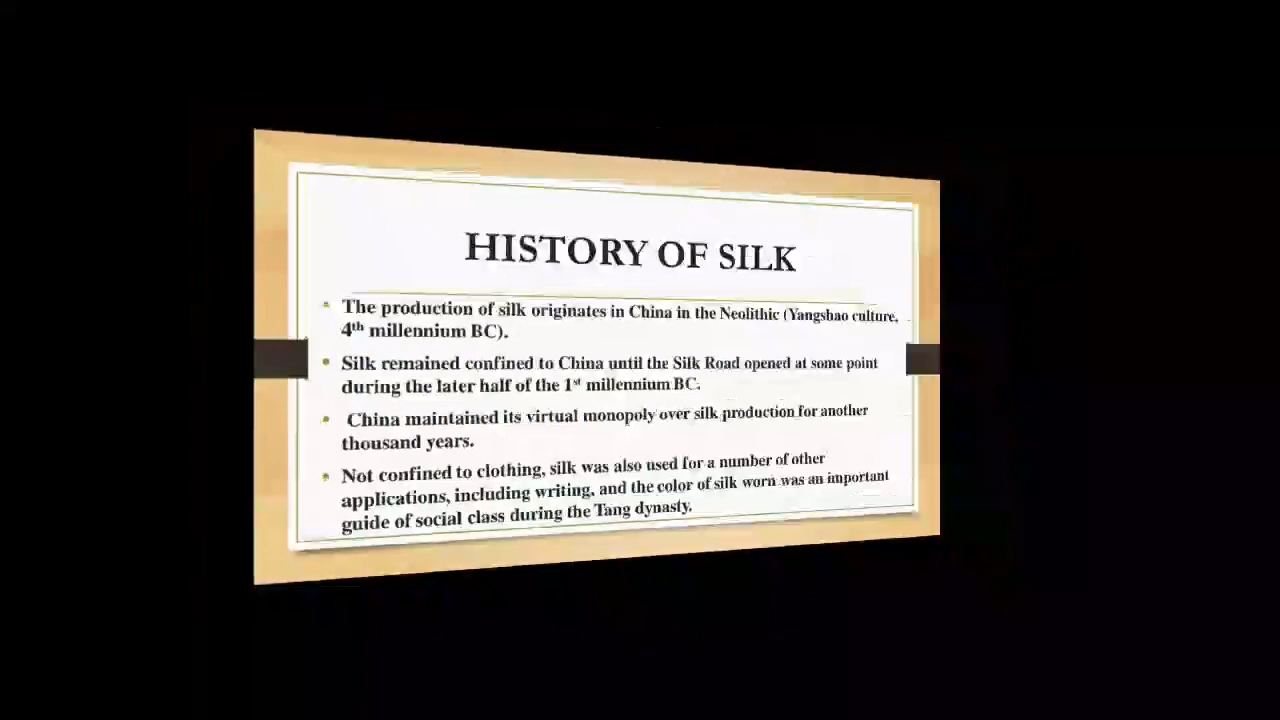 HISTORY OF SILK
• The production of silk originates in China in the Neolithic (Yangshao culture,
4th millennium BC).
• Silk remained confined to China until the Silk Road opened at some point
during the later half of the 1st millennium BC.
• China maintained its virtual monopoly over silk production for another
thousand years.
• Not confined to clothing, silk was also used for a number of other
applications, including writing, and the color of silk worn was an important
guide of social class during the Tang dynasty.